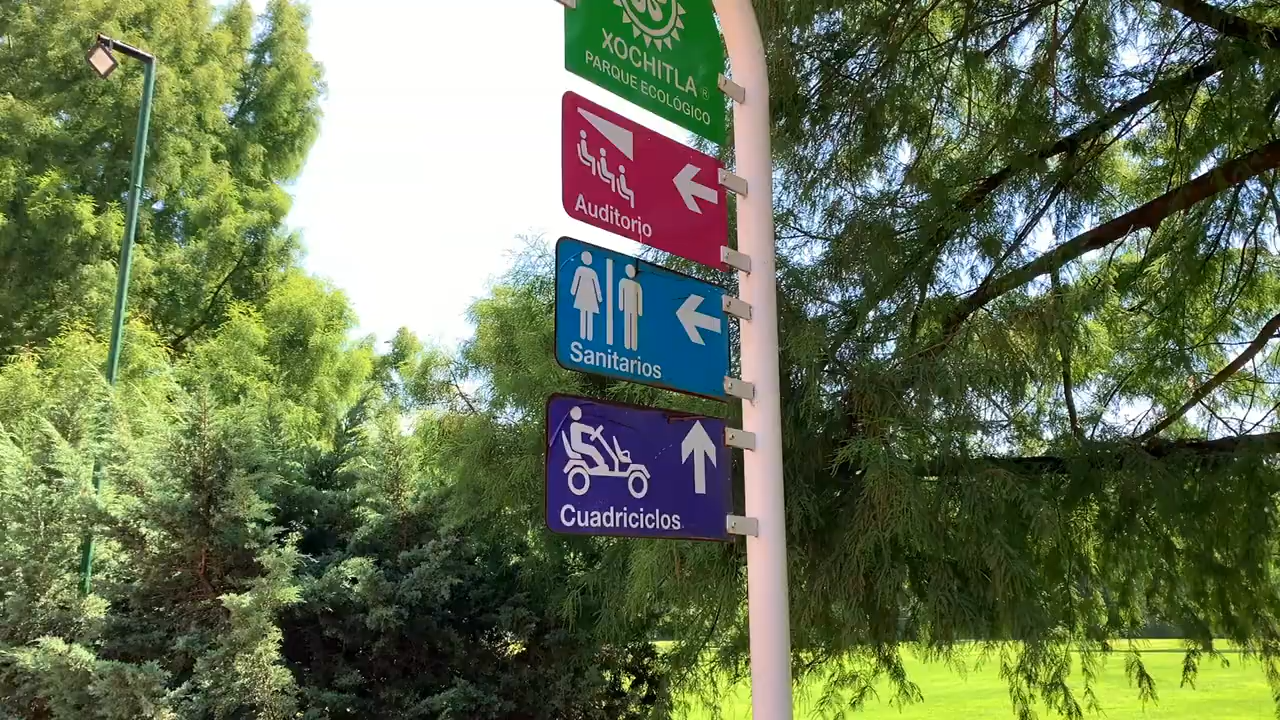 XOCHITLA ®
PARQUE ECOLÓGICO
Auditorio
Sanitarios
Cuadriciclos